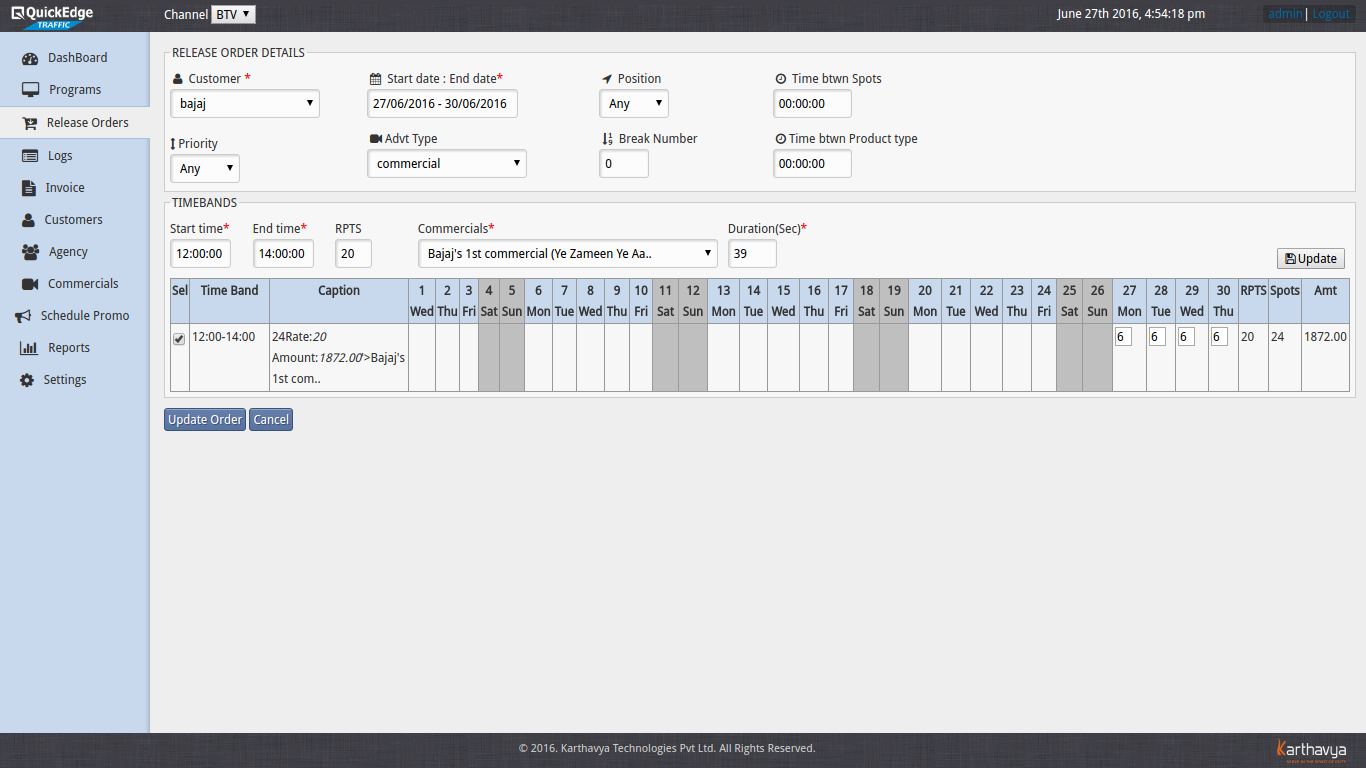 QuickEdge
TRAFFIC
Channel BTV
June 27th 2016, 4:54:18 pm
admin | Logout
DashBoard
Programs
Release Orders
Logs
Invoice
Customers
Agency
Commercials
Schedule Promo
Reports
Settings
RELEASE ORDER DETAILS
Customer *
Start date : End date*
Position
Time btwn Spots
bajaj
27/06/2016 - 30/06/2016
Any
00:00:00
Priority
Advt Type
Break Number
Time btwn Product type
Any
commercial
0
00:00:00
TIMEBANDS
Start time*
End time*
RPTS
Commercials*
Duration(Sec)*
12:00:00
14:00:00
20
Bajaj's 1st commercial (Ye Zameen Ye Aa..
39
Update
Sel Time Band Caption 1 2 3 4 5 6 7 8 9 10 11 12 13 14 15 16 17 18 19 20 21 22 23 24 25 26 27 28 29 30 RPTS Spots Amt
Wed Thu Fri Sat Sun Mon Tue Wed Thu Fri Sat Sun Mon Tue Wed Thu Fri Sat Sun Mon Tue Wed Thu Fri Sat Sun Mon Tue Wed Thu
12:00-14:00 24Rate:20 6 6 6 6 20 24 1872.00
Amount:1872.00'>Bajaj's
1st com..
Update Order
Cancel
© 2016. Karthavya Technologies Pvt Ltd. All Rights Reserved.
Karthavya